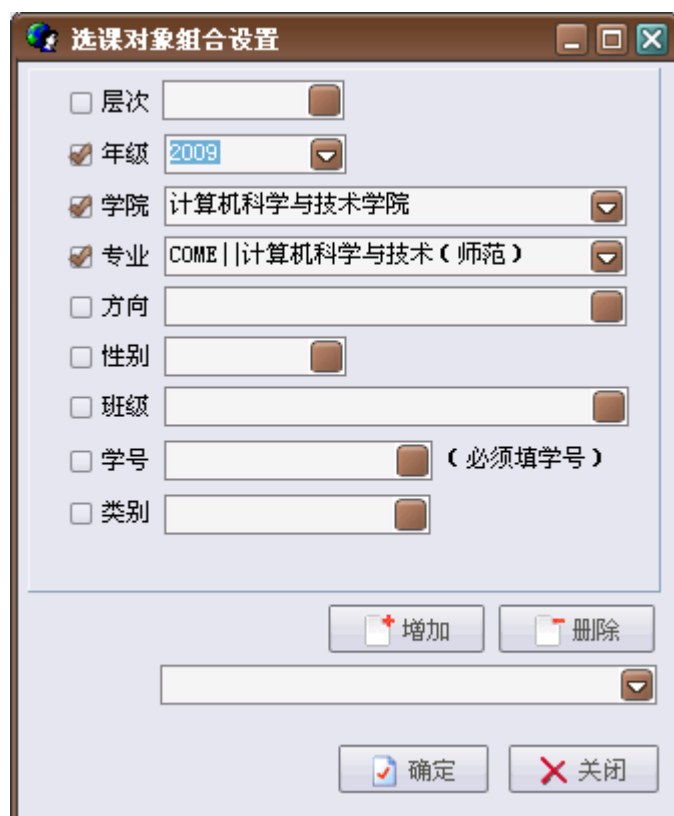 选课对象组合设置
层次
年级 2009
学院 计算机科学与技术学院
专业 COME||计算机科学与技术(师范)
方向
性别
班级
学号 (必须填学号)
类别
增加 删除
确定 关闭